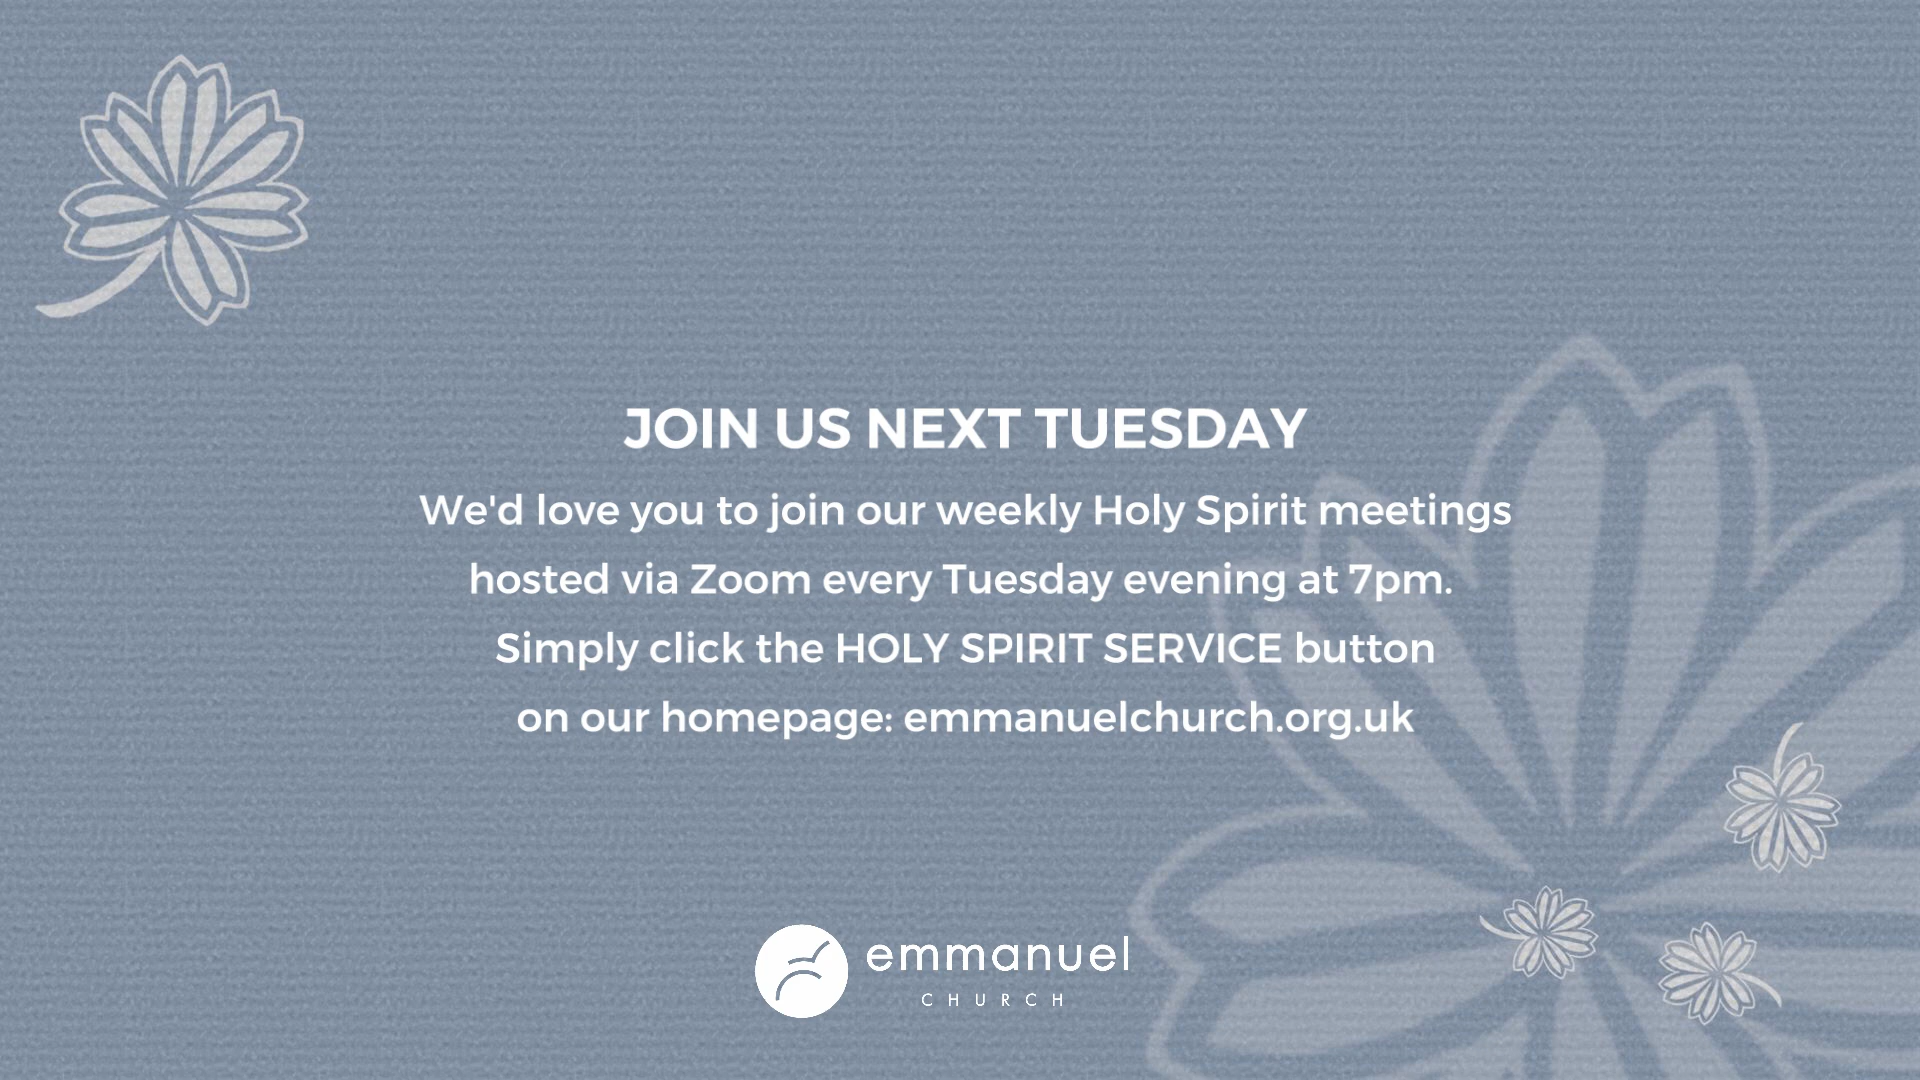 JOIN US NEXT TUESDAY
We'd love you to join our weekly Holy Spirit meetings
hosted via Zoom every Tuesday evening at 7pm.
Simply click the HOLY SPIRIT SERVICE button
on our homepage: emmanuelchurch.org.uk
emmanuel
CHURCH